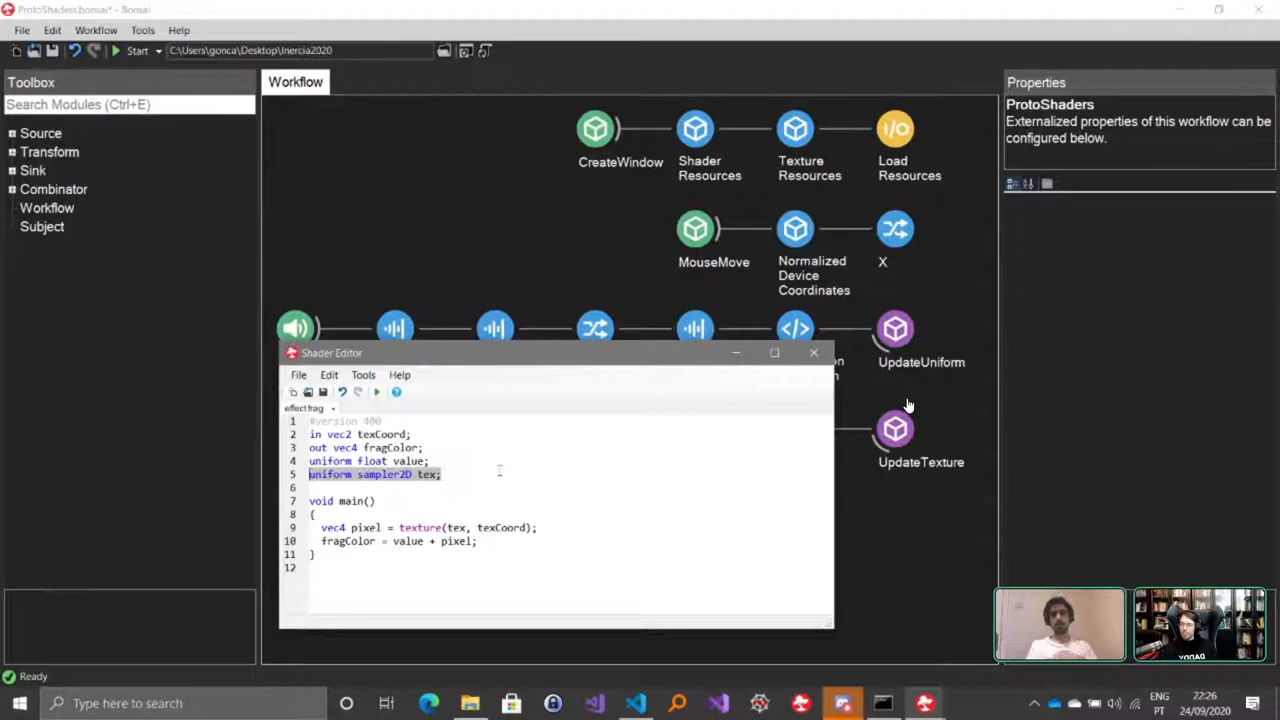 ProtoShaders.bonsai* - Bonsai
File Edit Workflow Tools Help
Start C:\Users\gonca\Desktop\Inercia2020
Toolbox
Search Modules (Ctrl+E)
Source
Transform
Sink
Combinator
Workflow
Subject
Workflow
CreateWindow
Shader
Resources
Texture
Resources
I/O
Load
Resources
MouseMove
Normalized
Device
Coordinates
X
</>
on
n
UpdateUniform
UpdateTexture
Shader Editor
File Edit Tools Help
effect.frag
1 #version 400
2 in vec2 texCoord;
3 out vec4 fragColor;
4 uniform float value;
5 uniform sampler2D tex;
6
7 void main()
8 {
9 vec4 pixel = texture(tex, texCoord);
10 fragColor = value + pixel;
11 }
12
Properties
ProtoShaders
Externalized properties of this workflow can be
configured below.
Ready
Type here to search
ENG
PT
22:26
24/09/2020